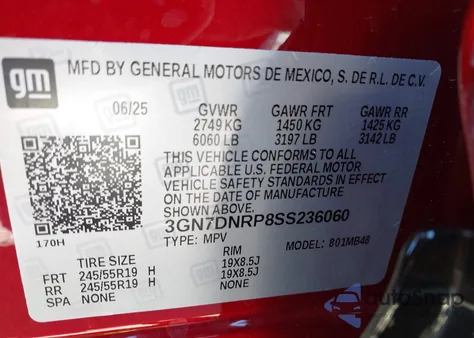 gm
MFD BY GENERAL MOTORS DE MEXICO, S. DE R.L. DE C.V.
06/25 GVWR GAWR FRT GAWR RR
2749 KG 1450 KG 1425 KG
6060 LB 3197 LB 3142 LB
THIS VEHICLE CONFORMS TO ALL
APPLICABLE U.S. FEDERAL MOTOR
VEHICLE SAFETY STANDARDS IN EFFECT
ON THE DATE OF MANUFACTURE SHOWN ABOVE.
3GN7DNRP8SS236060
170H TYPE: MPV MODEL: 801MB48
TIRE SIZE RIM
FRT 245/55R19 H 19X8.5J
RR 245/55R19 H 19X8.5J
SPA NONE NONE
autoSnap